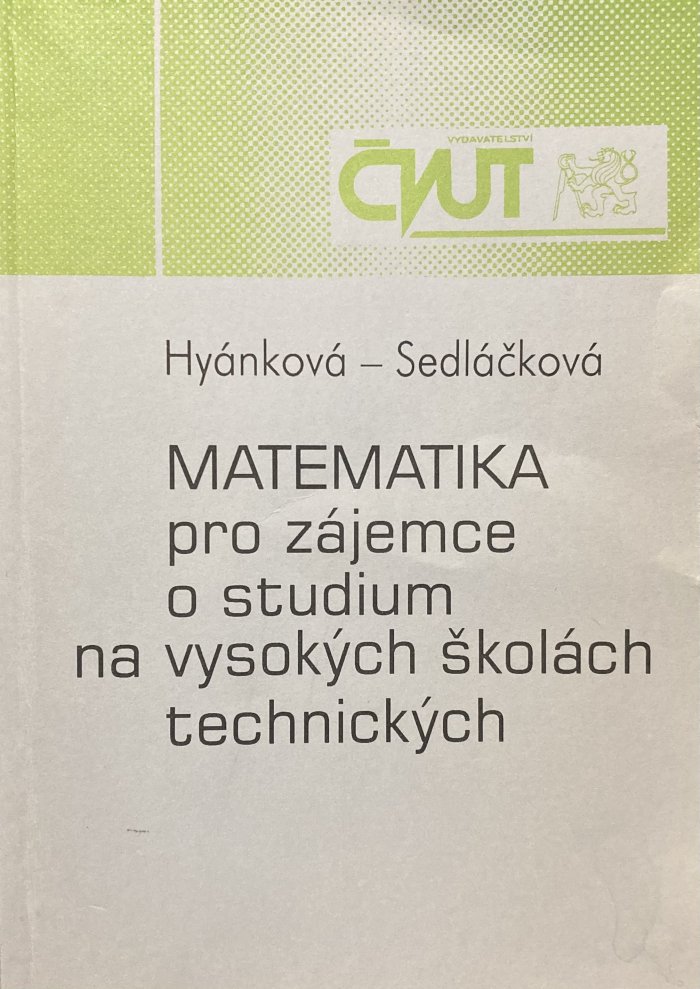 VYDAVATELSTVÍ
ČVUT
Hyánková – Sedláčková
MATEMATIKA
pro zájemce
o studium
na vysokých školách
technických